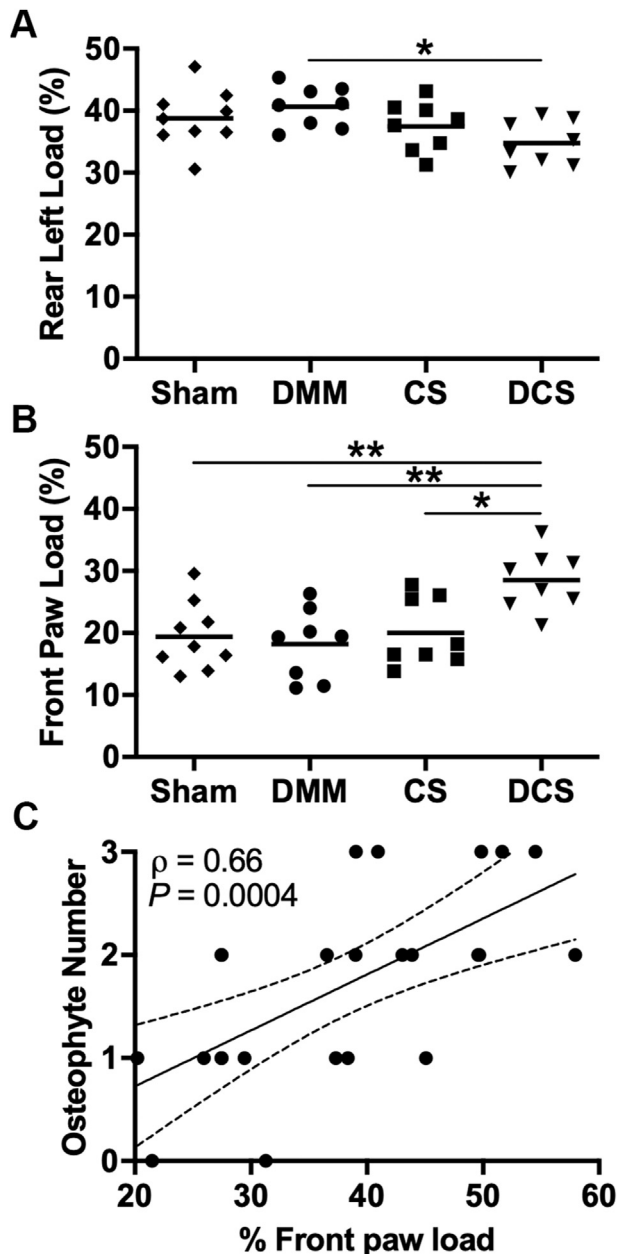 A
Rear Left Load (%)
50
40
30
20
10
0
*
Sham DMM CS DCS
B
Front Paw Load (%)
50
40
30
20
10
0
**
**
*
Sham DMM CS DCS
C
Osteophyte Number
3
2
1
0
ρ = 0.66
P = 0.0004
20 30 40 50 60
% Front paw load